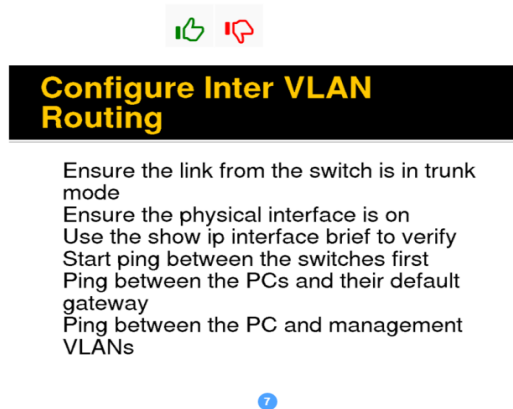 Configure Inter VLAN
Routing
Ensure the link from the switch is in trunk
mode
Ensure the physical interface is on
Use the show ip interface brief to verify
Start ping between the switches first
Ping between the PCs and their default
gateway
Ping between the PC and management
VLANs
7